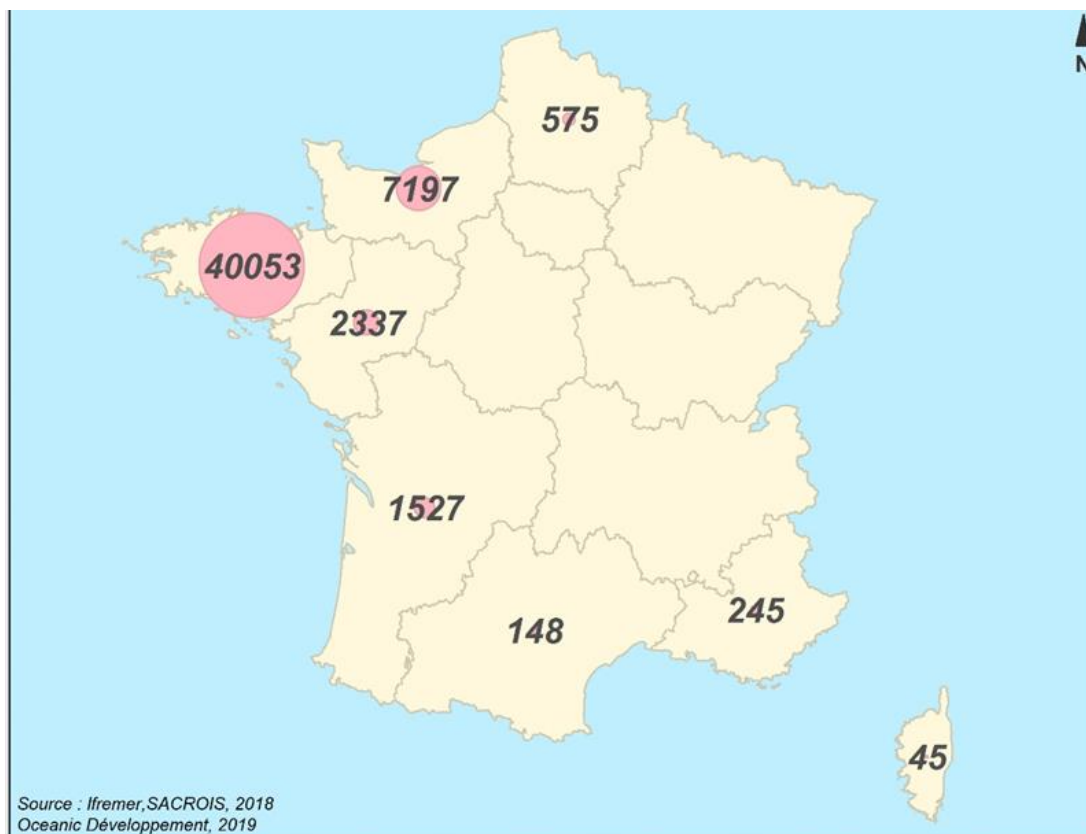 N
575
7197
40053
2337
1527
148
245
45
Source : Ifremer,SACROIS, 2018
Oceanic Développement, 2019